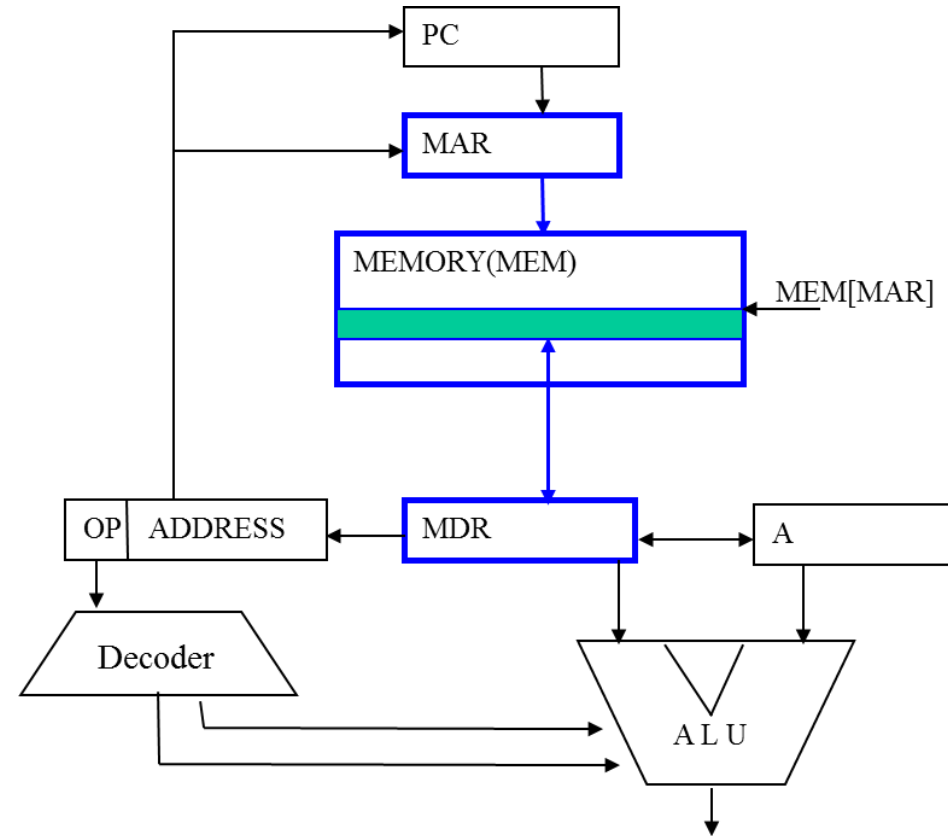 PC
MAR
MEMORY(MEM)
MEM[MAR]
OP ADDRESS
MDR
A
Decoder
A L U